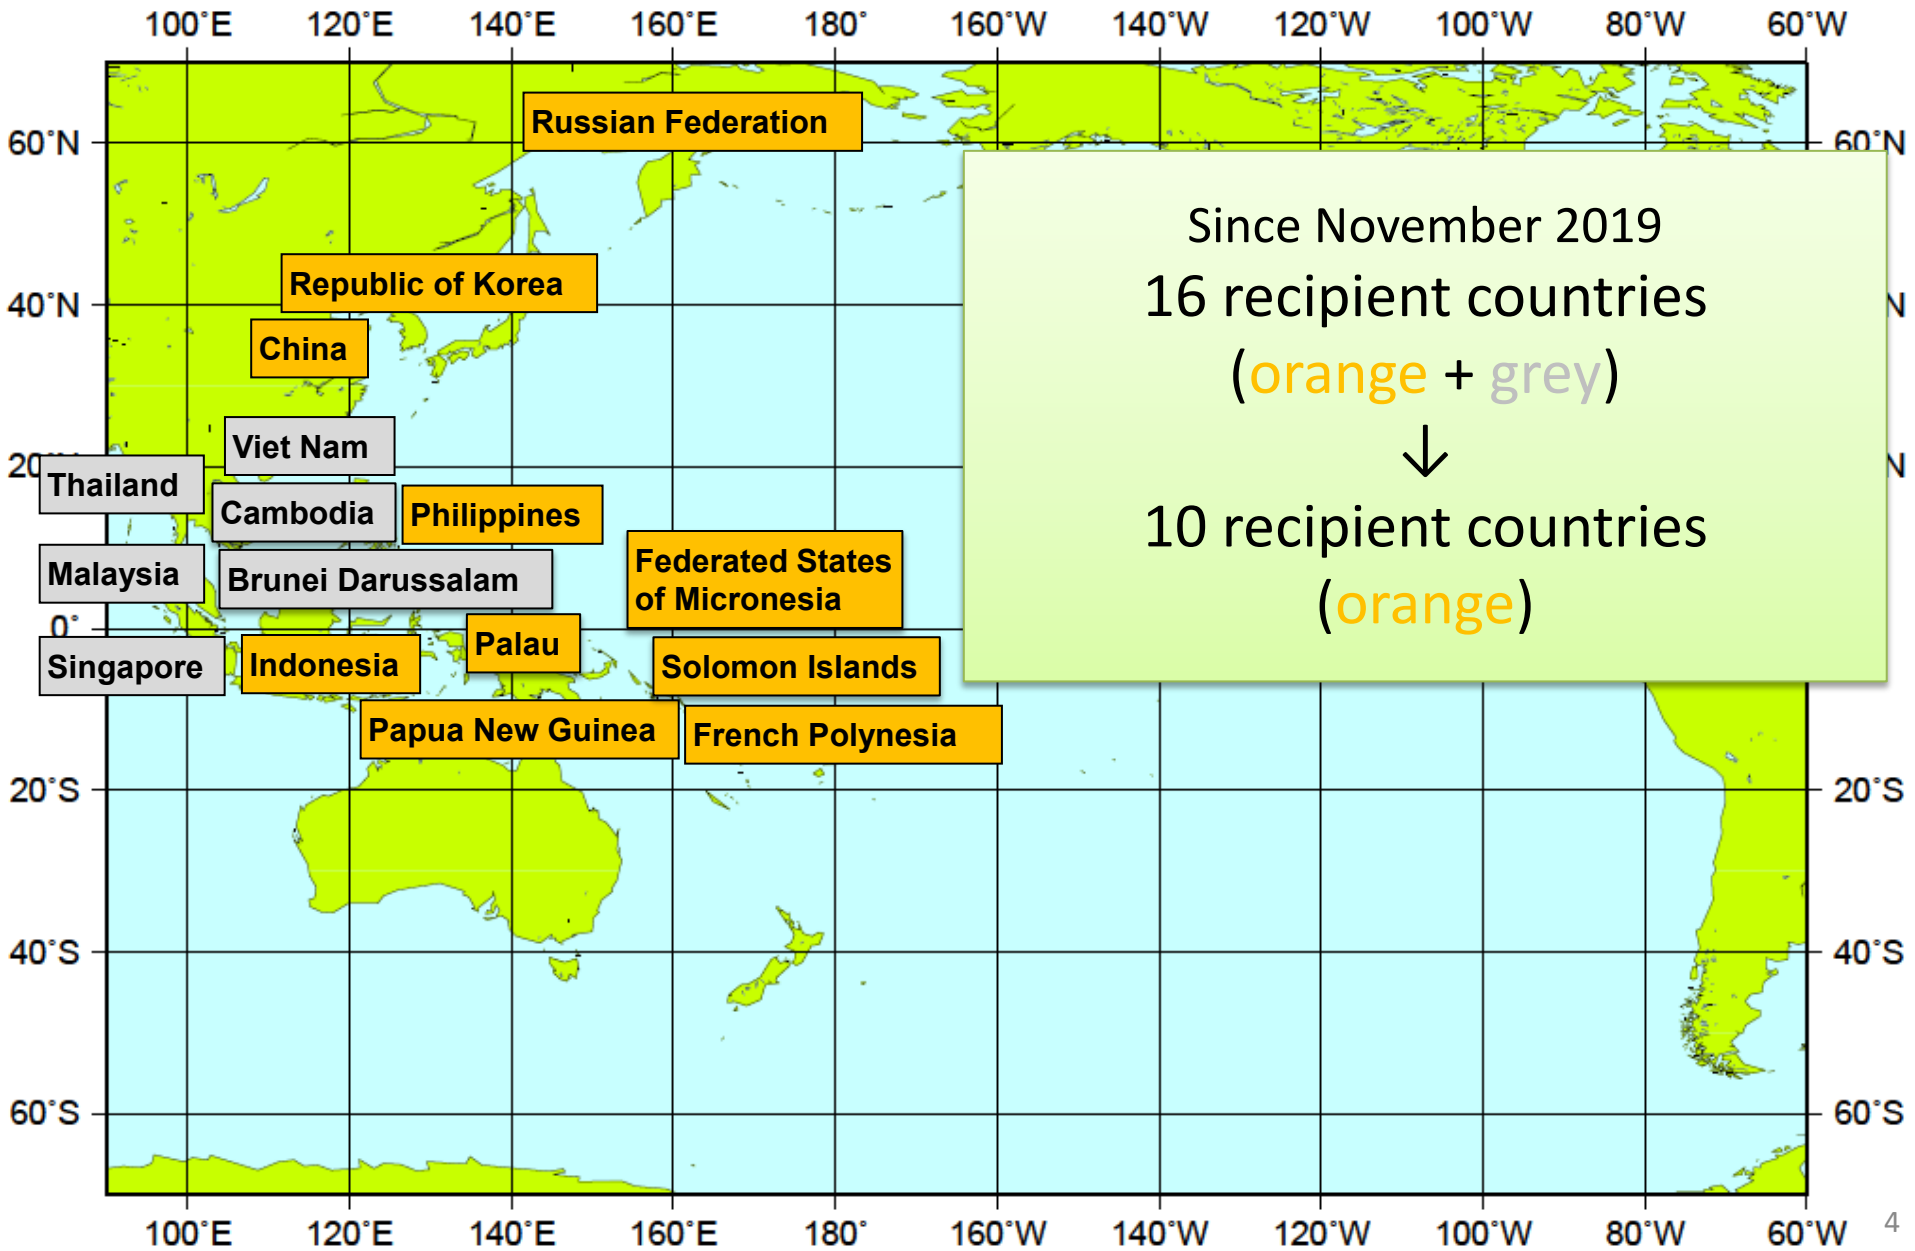 100°E 120°E 140°E 160°E 180° 160°W 140°W 120°W 100°W 80°W 60°W
60°N
60°N
Russian Federation
Since November 2019
16 recipient countries
(orange + grey)
↓
10 recipient countries
(orange)
Republic of Korea
40°N
N
China
Viet Nam
20
N
Thailand
Cambodia
Philippines
Federated States
of Micronesia
Malaysia
Brunei Darussalam
0°
Palau
Singapore
Indonesia
Solomon Islands
Papua New Guinea
French Polynesia
20°S
20°S
40°S
40°S
60°S
60°S
100°E 120°E 140°E 160°E 180° 160°W 140°W 120°W 100°W 80°W 60°W
4